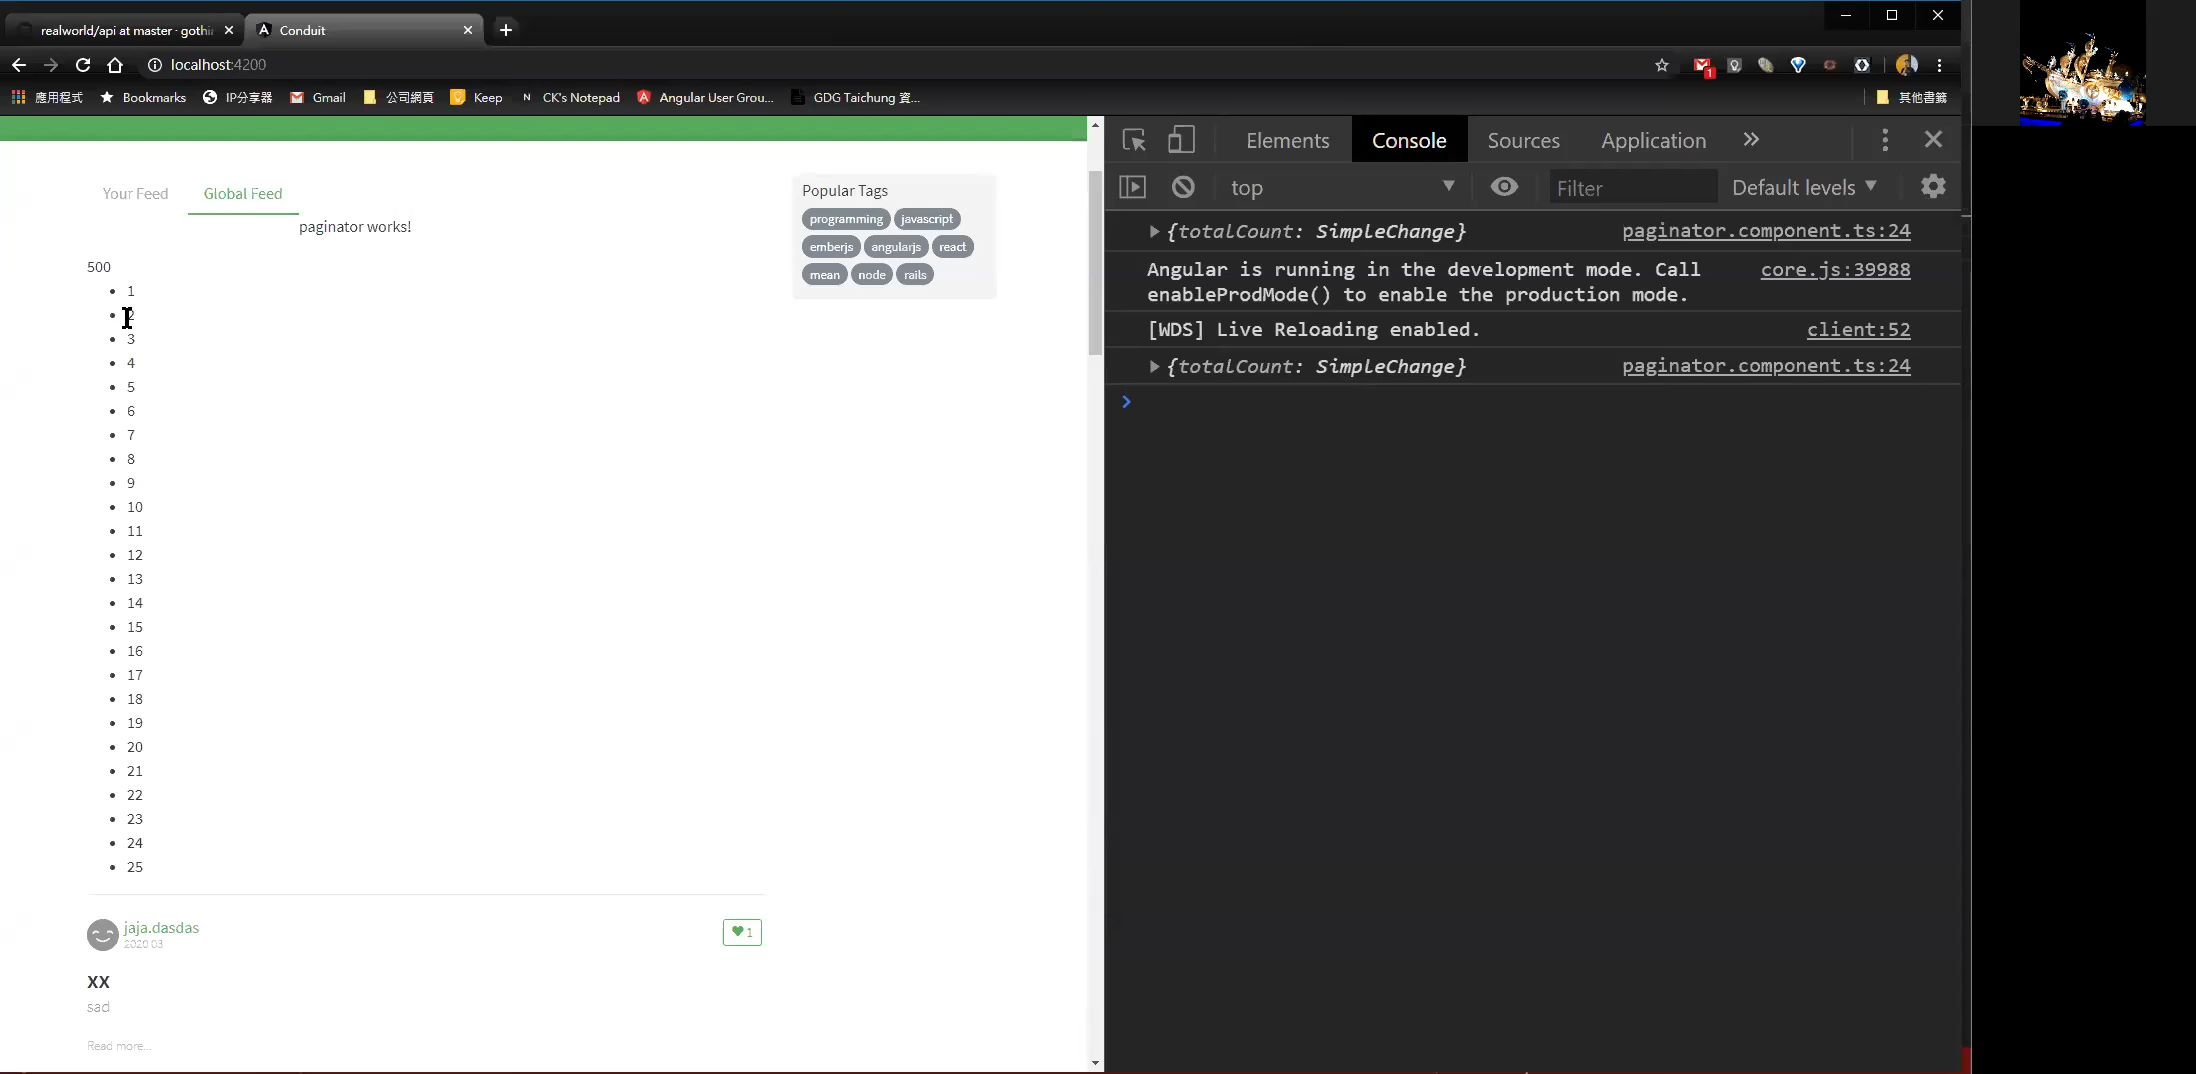 realworld/api at master · gothi
Conduit
localhost:4200
1
應用程式
Bookmarks
IP分享器
Gmail
公司網頁
Keep
CK's Notepad
Angular User Grou...
GDG Taichung 資...
其他書籤
Your Feed
Global Feed
paginator works!
500
1
2
3
4
5
6
7
8
9
10
11
12
13
14
15
16
17
18
19
20
21
22
23
24
25
jaja.dasdas
2020 03
1
XX
sad
Read more...
Popular Tags
programming javascript
emberjs angularjs react
mean node rails
Elements Console Sources Application
top Filter Default levels
{totalCount: SimpleChange} paginator.component.ts:24
Angular is running in the development mode. Call core.js:39988
enableProdMode() to enable the production mode.
[WDS] Live Reloading enabled. client:52
{totalCount: SimpleChange} paginator.component.ts:24